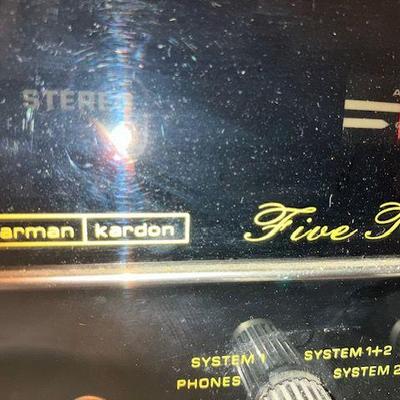 STEREO
arman kardon
Five T
SYSTEM 1 SYSTEM 1+2
PHONES SYSTEM 2